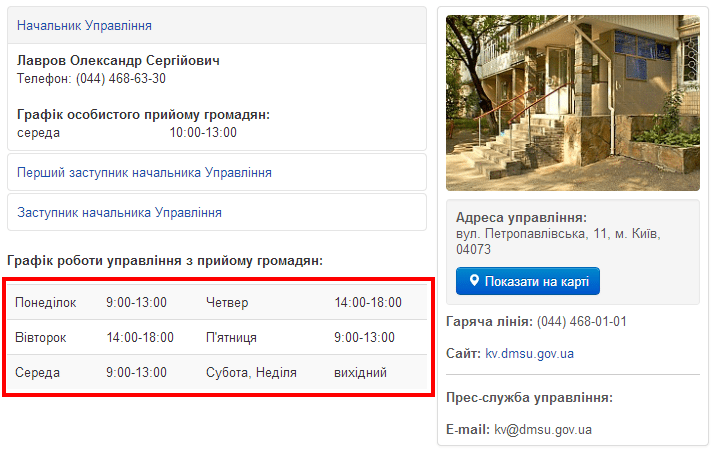 Начальник Управління
Лавров Олександр Сергійович
Телефон: (044) 468-63-30
Графік особистого прийому громадян:
середа 10:00-13:00
Перший заступник начальника Управління
Заступник начальника Управління
Графік роботи управління з прийому громадян:
Понеділок 9:00-13:00 Четвер 14:00-18:00
Вівторок 14:00-18:00 П'ятниця 9:00-13:00
Середа 9:00-13:00 Субота, Неділя вихідний
Адреса управління:
вул. Петропавлівська, 11, м. Київ,
04073
Показати на карті
Гаряча лінія: (044) 468-01-01
Сайт: kv.dmsu.gov.ua
Прес-служба управління:
E-mail: kv@dmsu.gov.ua